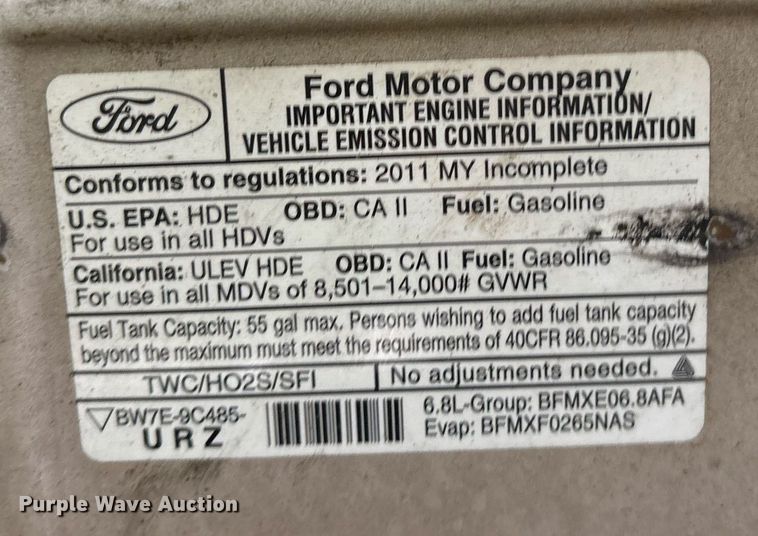 Ford
Ford Motor Company
IMPORTANT ENGINE INFORMATION/
VEHICLE EMISSION CONTROL INFORMATION
Conforms to regulations: 2011 MY Incomplete
U.S. EPA: HDE OBD: CA II Fuel: Gasoline
For use in all HDVs
California: ULEV HDE OBD: CA II Fuel: Gasoline
For use in all MDVs of 8,501–14,000# GVWR
Fuel Tank Capacity: 55 gal max. Persons wishing to add fuel tank capacity
beyond the maximum must meet the requirements of 40CFR 86.095-35 (g)(2).
TWC/HO2S/SFI No adjustments needed.
BW7E-9C485-
URZ
6.8L-Group: BFMXE06.8AFA
Evap: BFMXF0265NAS
Purple Wave Auction